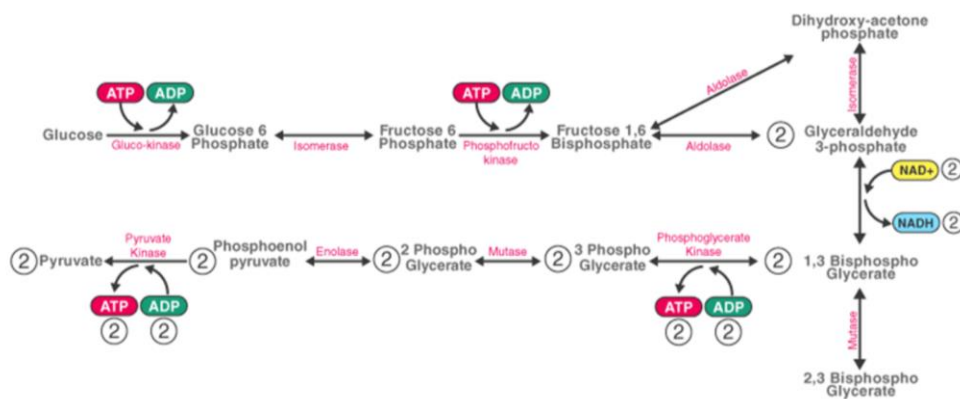 Dihydroxy-acetone
phosphate
ATP ADP ATP ADP
Aldolase
Isomerase
Glucose Glucose 6 Fructose 6 Fructose 1,6 2 Glyceraldehyde
Phosphate Phosphate Bisphosphate 3-phosphate
Gluco-kinase Isomerase Phosphofructo Aldolase
kinase
NAD+ 2
NADH 2
Pyruvate Phosphoglycerate
Kinase Enolase Mutase Kinase
2 Pyruvate 2 Phosphoenol 2 2 Phospho 2 3 Phospho 2 1,3 Bisphospho
pyruvate Glycerate Glycerate Glycerate
ATP ADP ATP ADP
2 2 2 2
Mutase
2,3 Bisphospho
Glycerate